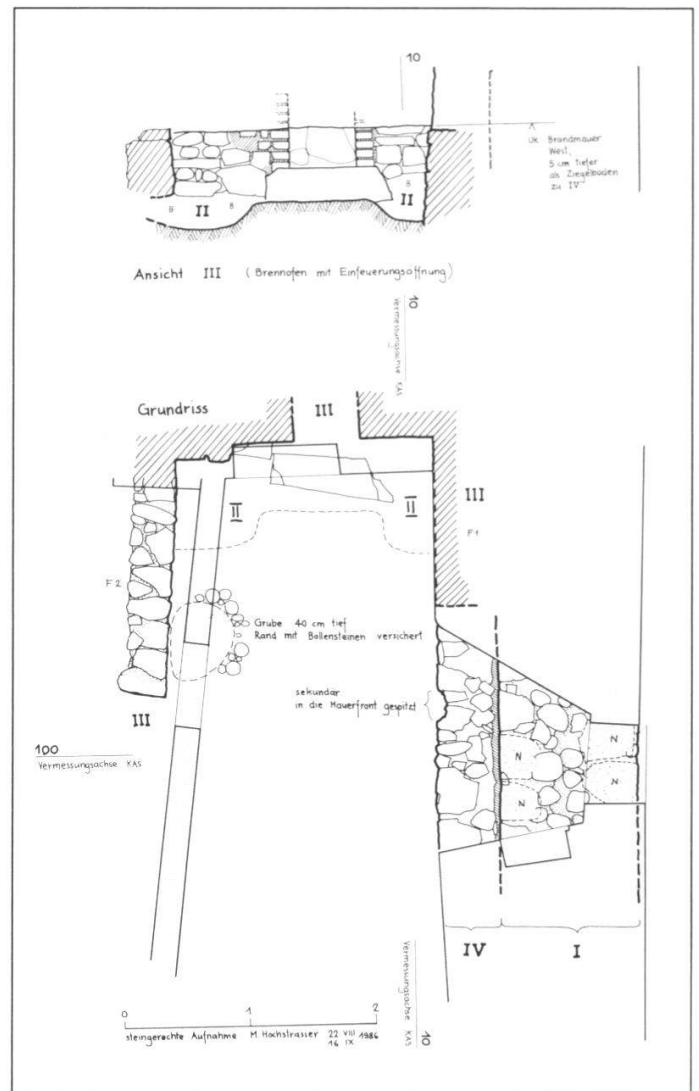 10
UK Brandmauer
West,
5 cm tiefer
als Ziegelboden
zu IV
B
II
B
B
II
Ansicht III (Brennofen mit Einfeuerungsöffnung)
10
Vermessungsachse KAS
Grundriss
III
II
II
III
F1
F2
Grube 40 cm tief
Rand mit Bollensteinen versichert
sekundär
in die Mauerfront gespitzt
III
100
Vermessungsachse KAS
N
N
N
N
IV
I
Vermessungsachse KAS
10
0 1 2
steingerechte Aufnahme M Hochstrasser 22 VIII 1986
16 IX